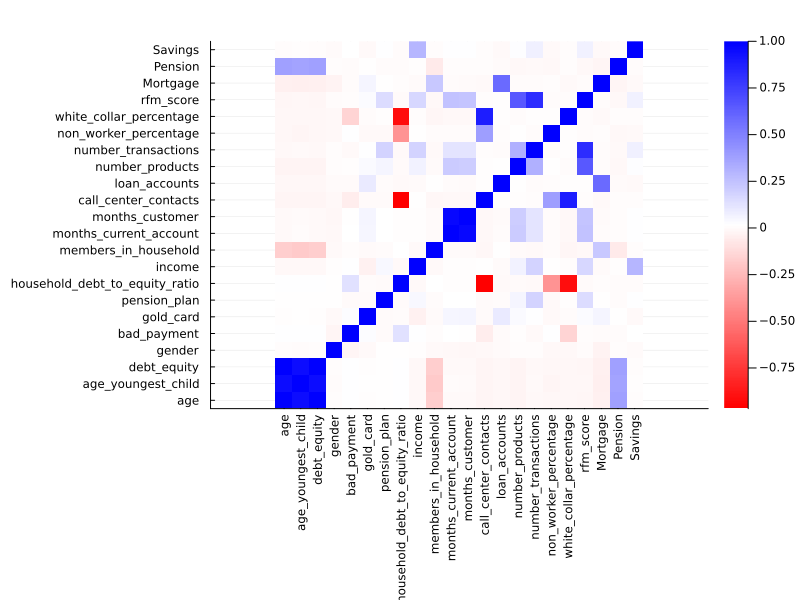 Savings
Pension
Mortgage
rfm_score
white_collar_percentage
non_worker_percentage
number_transactions
number_products
loan_accounts
call_center_contacts
months_customer
months_current_account
members_in_household
income
household_debt_to_equity_ratio
pension_plan
gold_card
bad_payment
gender
debt_equity
age_youngest_child
age
age
age_youngest_child
debt_equity
gender
bad_payment
gold_card
pension_plan
household_debt_to_equity_ratio
income
members_in_household
months_current_account
months_customer
call_center_contacts
loan_accounts
number_products
number_transactions
non_worker_percentage
white_collar_percentage
rfm_score
Mortgage
Pension
Savings
1.00
0.75
0.50
0.25
0
−0.25
−0.50
−0.75